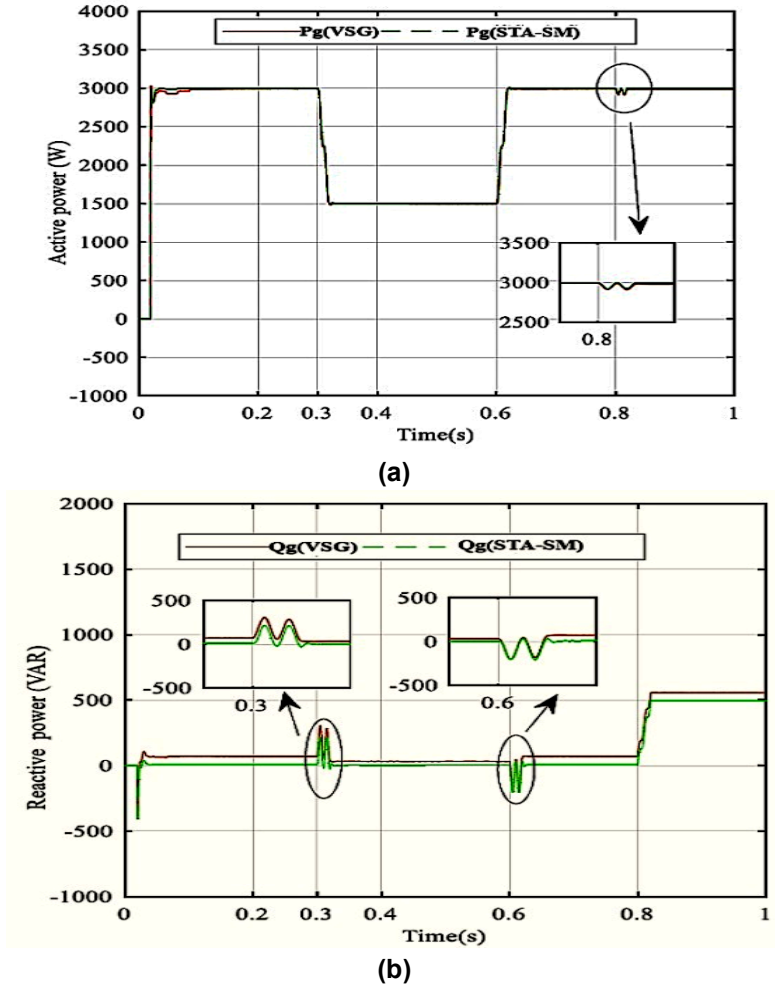 4000
Pg(VSG) Pg(STA-SM)
3000
2500
2000
1500
1000
0
-500
-1000
Active power (W)
3500
3000
2500
0.8
0 0.2 0.3 0.4 0.6 0.8 1
Time(s)
(a)
2000
Qg(VSG) Qg(STA-SM)
1500
1000
500
0
-500
-1000
Reactive power (VAR)
500
0
-500
0.3
500
0
-500
0.6
0 0.2 0.3 0.4 0.6 0.8 1
Time(s)
(b)